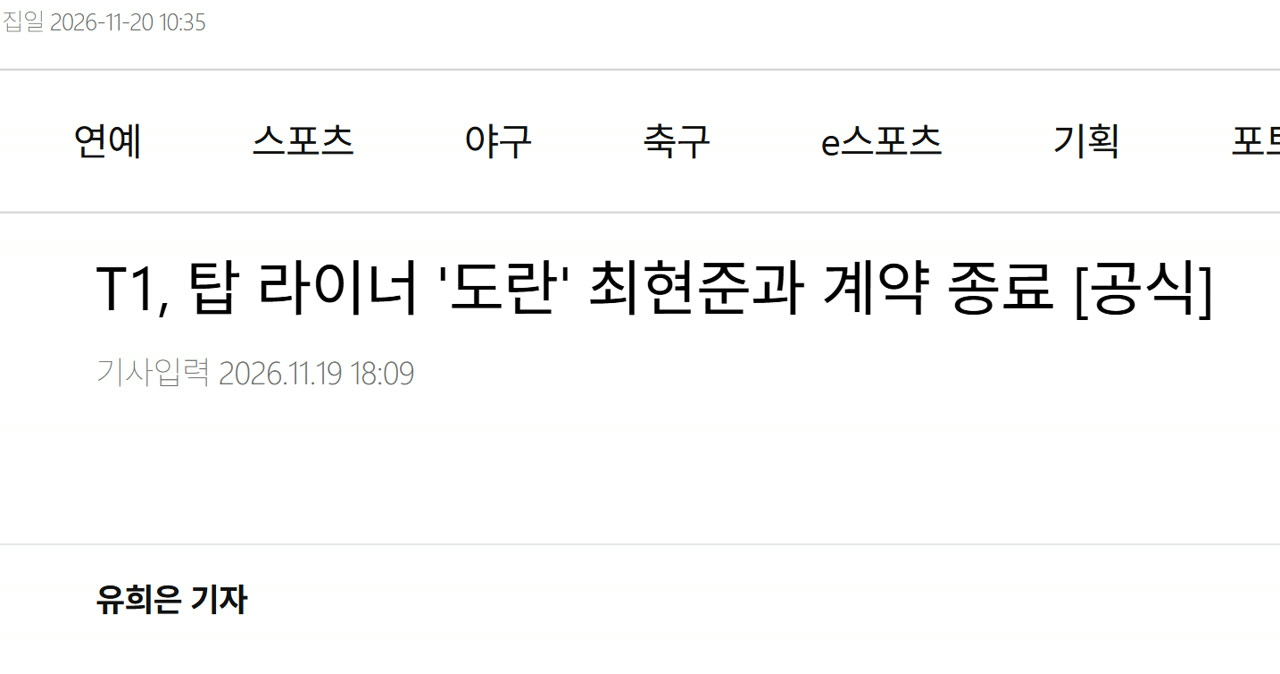 집일 2026-11-20 10:35
연예 스포츠 야구 축구 e스포츠 기획 포토
T1, 탑 라이너 '도란' 최현준과 계약 종료 [공식]
기사입력 2026.11.19 18:09
유희은 기자